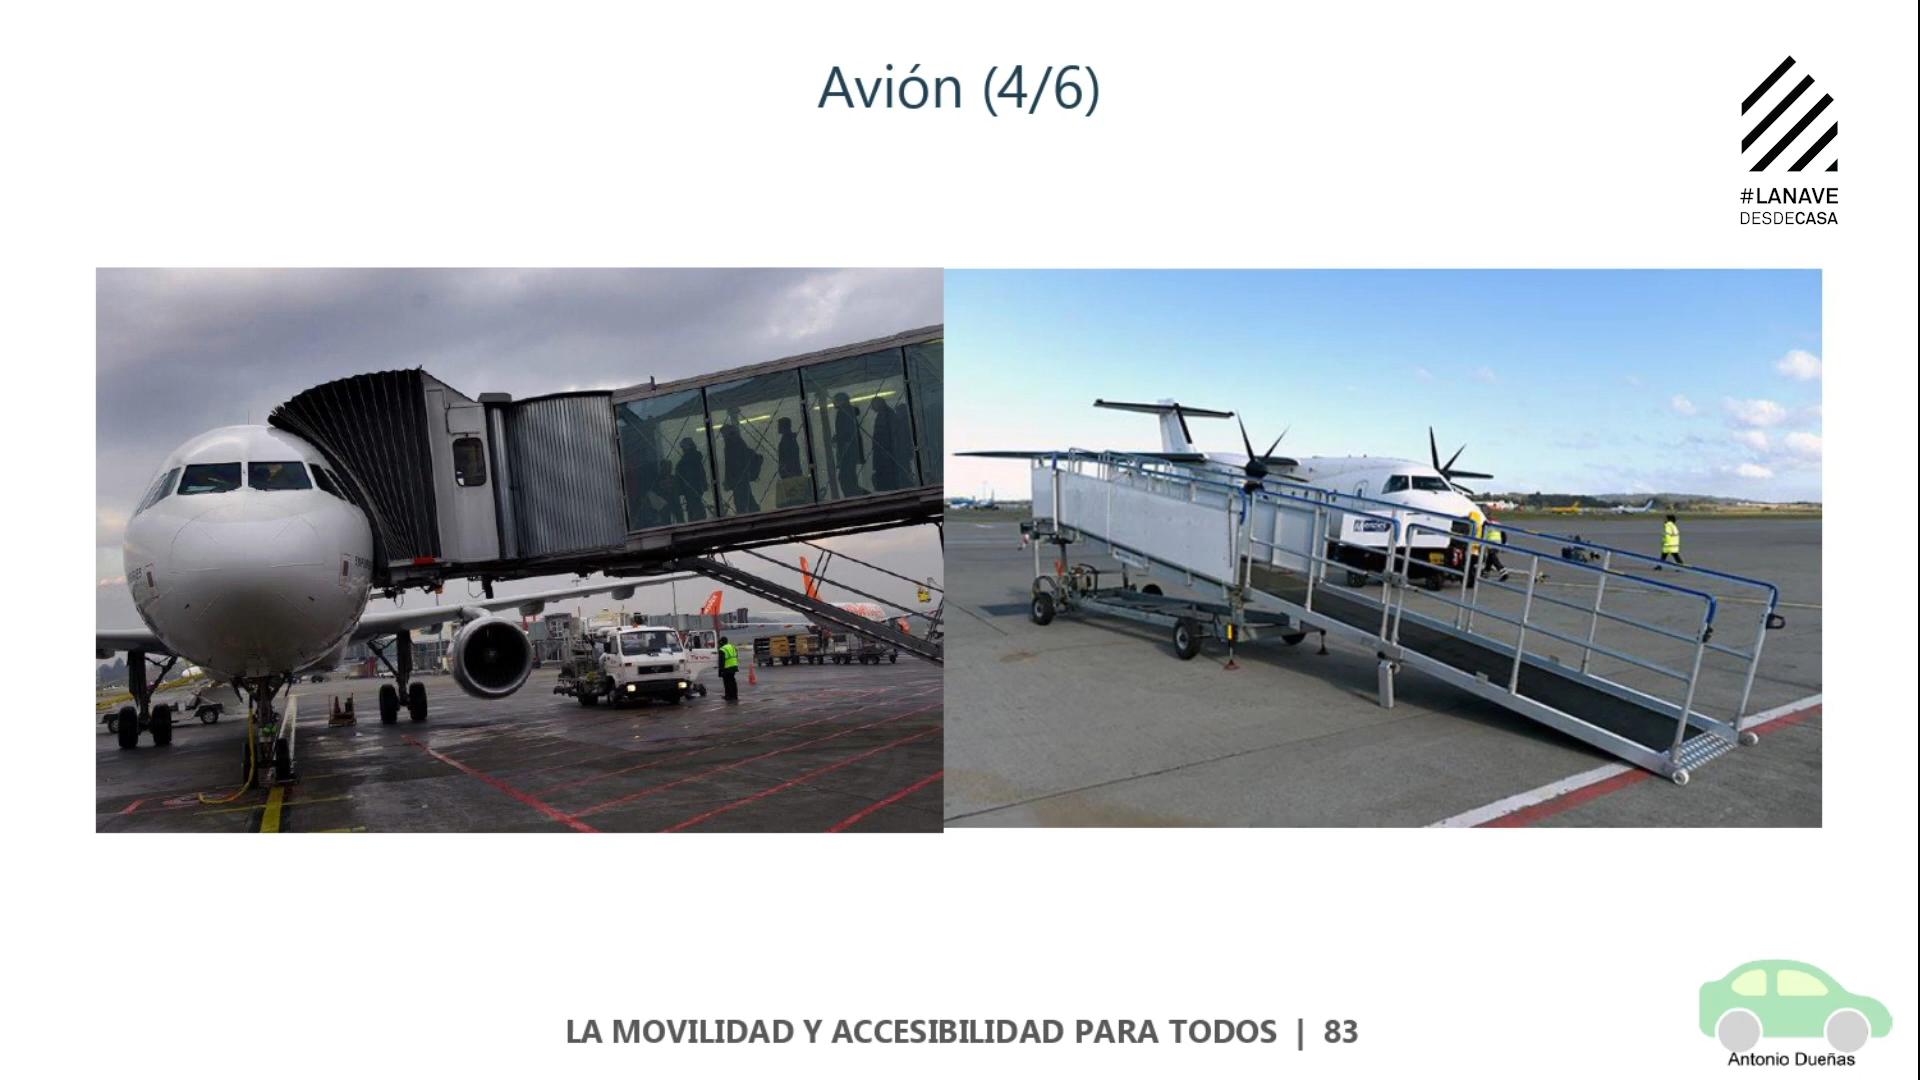 Avión (4/6)
#LANAVE
DESDECASA
LA MOVILIDAD Y ACCESIBILIDAD PARA TODOS | 83
Antonio Dueñas